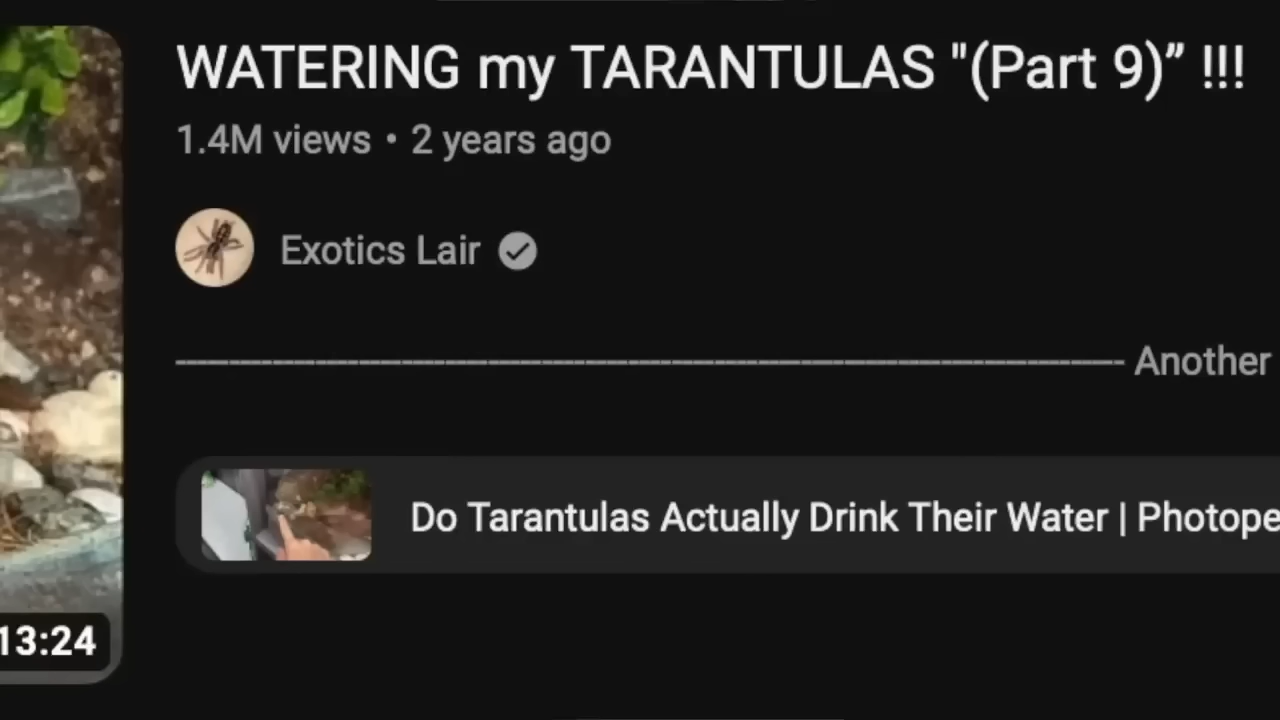 WATERING my TARANTULAS "(Part 9)” !!!
1.4M views • 2 years ago
Exotics Lair
Another
Do Tarantulas Actually Drink Their Water | Photope
13:24